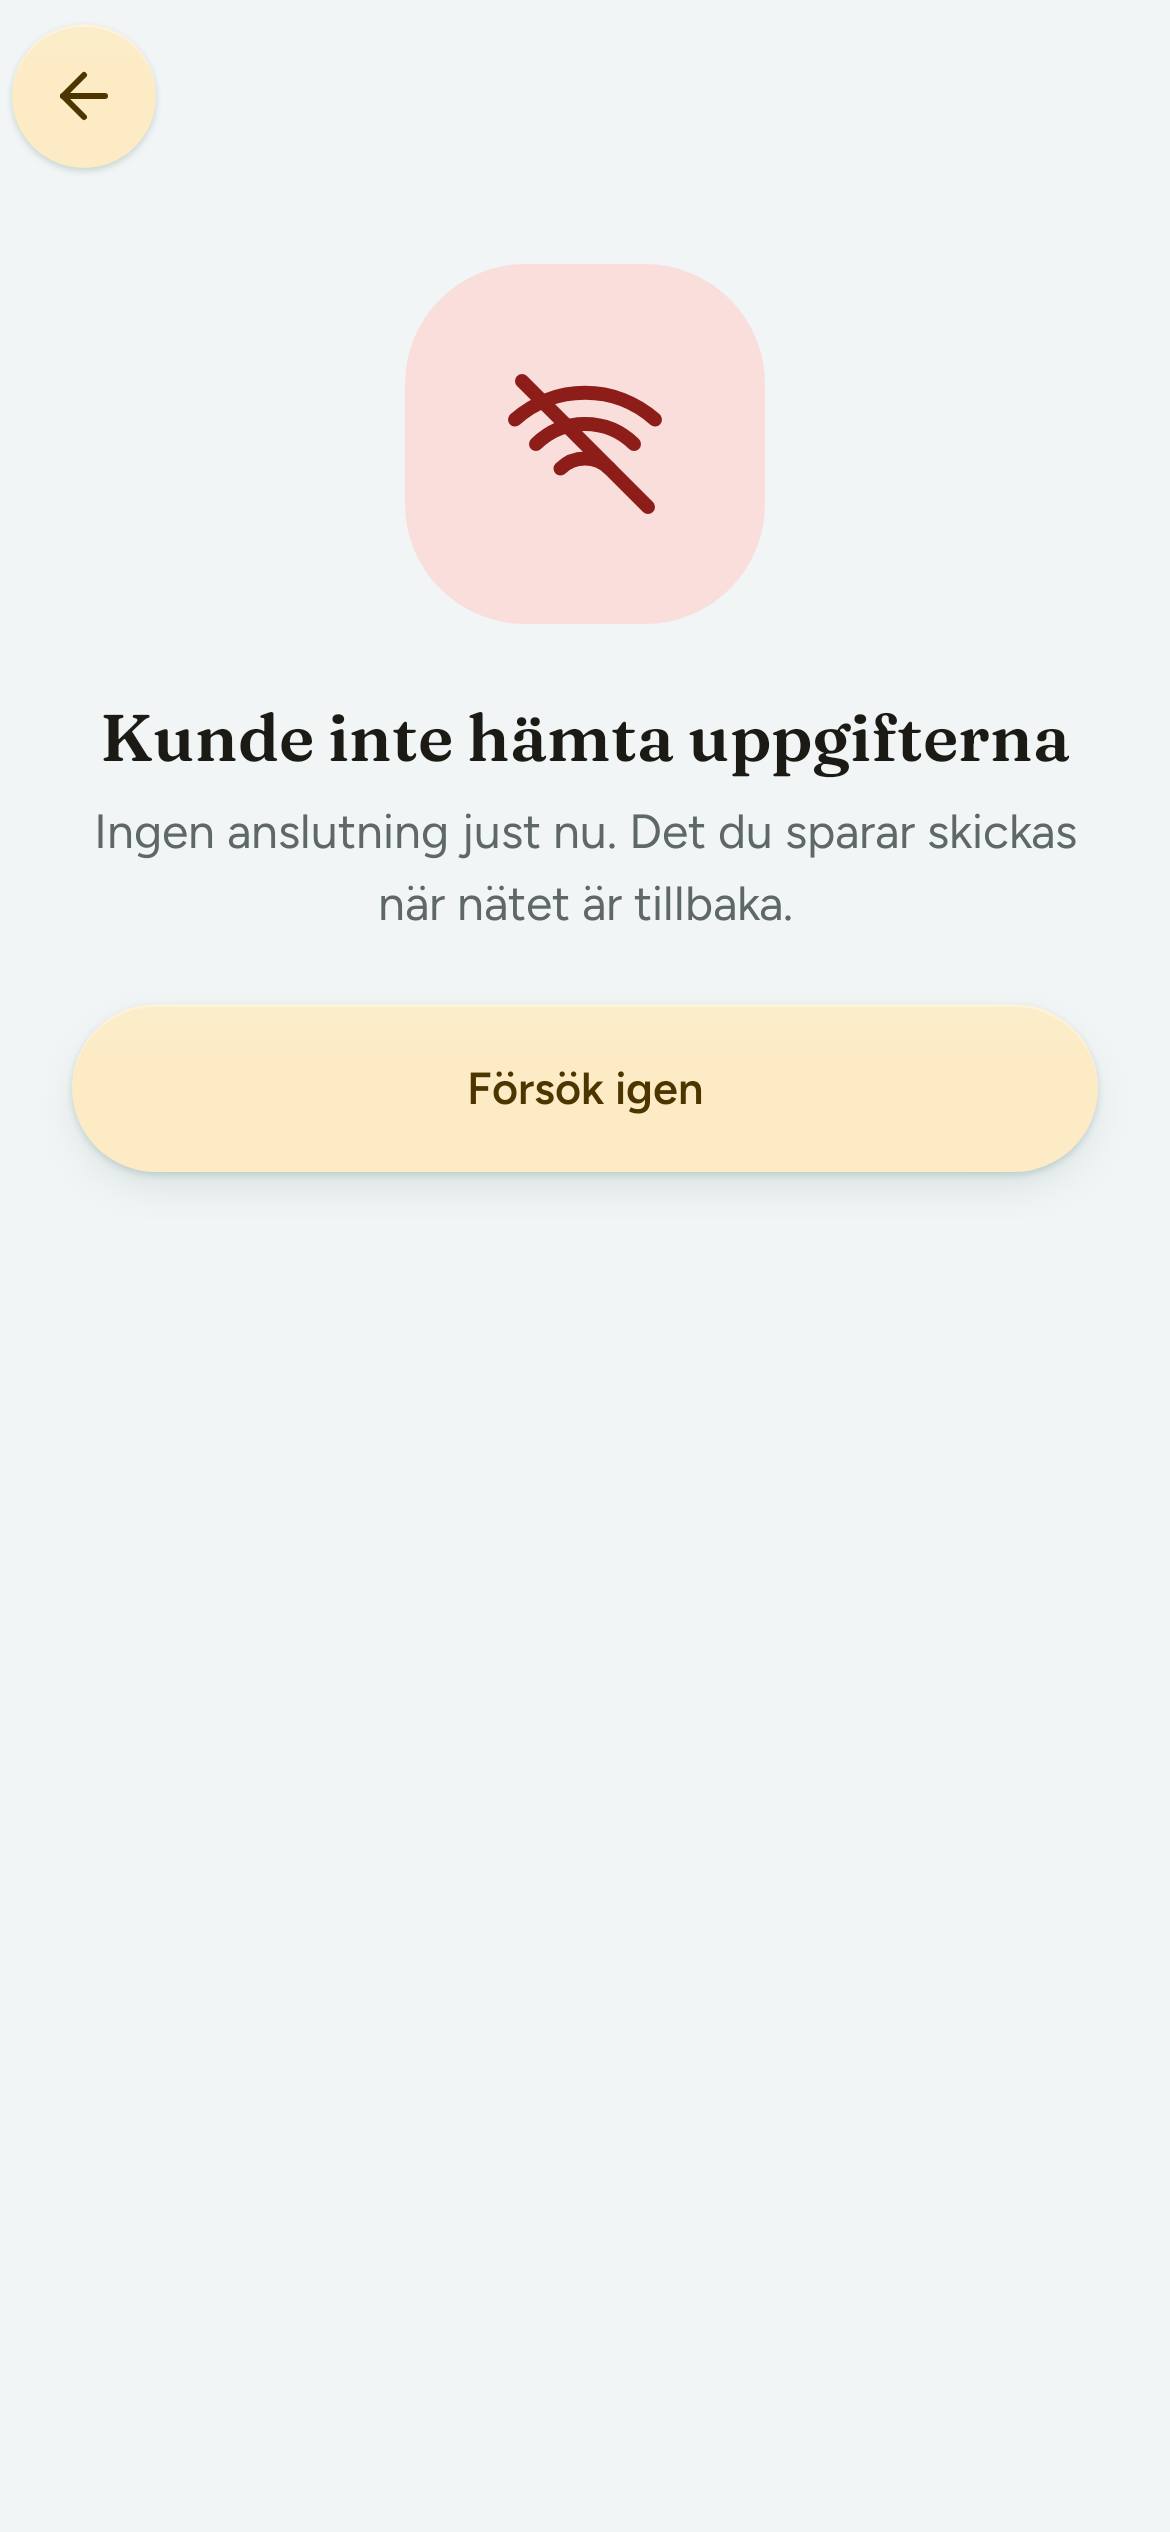 Kunde inte hämta uppgifterna
Ingen anslutning just nu. Det du sparar skickas
när nätet är tillbaka.
Försök igen